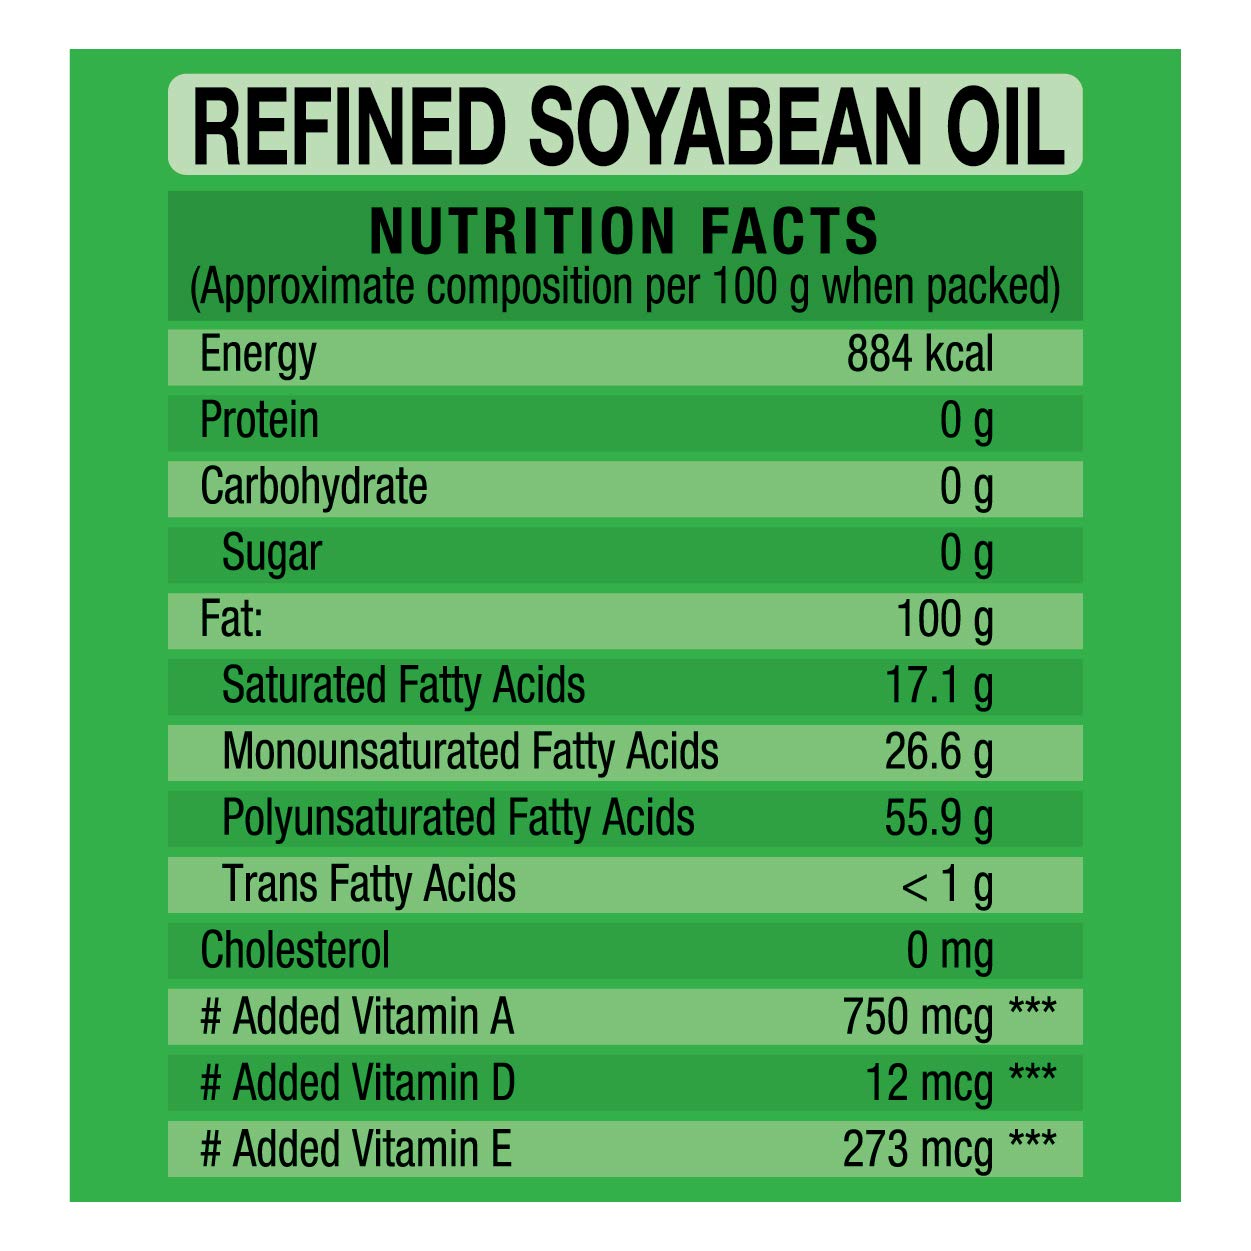 REFINED SOYABEAN OIL
NUTRITION FACTS
(Approximate composition per 100 g when packed)
Energy 884 kcal
Protein 0 g
Carbohydrate 0 g
Sugar 0 g
Fat: 100 g
Saturated Fatty Acids 17.1 g
Monounsaturated Fatty Acids 26.6 g
Polyunsaturated Fatty Acids 55.9 g
Trans Fatty Acids < 1 g
Cholesterol 0 mg
# Added Vitamin A 750 mcg ***
# Added Vitamin D 12 mcg ***
# Added Vitamin E 273 mcg ***